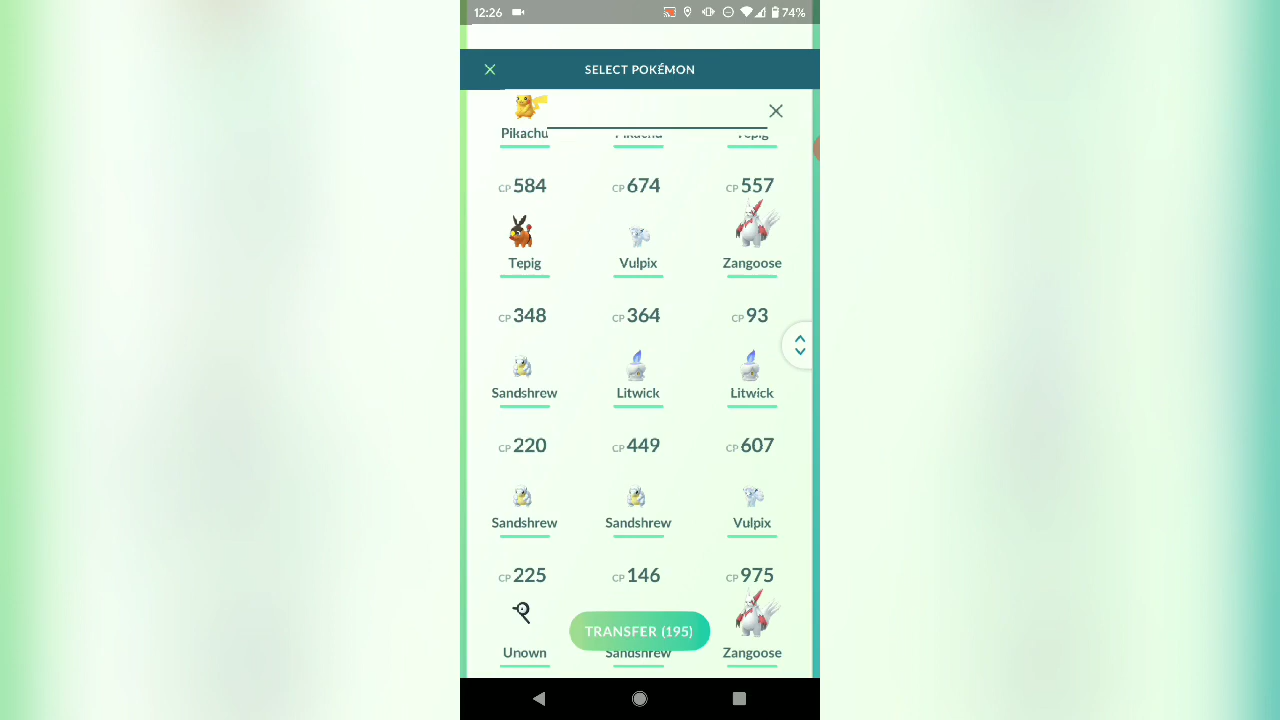 12:26 74%
SELECT POKÉMON
Pikachu Pikachu Tepig
CP 584 CP 674 CP 557
Tepig Vulpix Zangoose
CP 348 CP 364 CP 93
Sandshrew Litwick Litwick
CP 220 CP 449 CP 607
Sandshrew Sandshrew Vulpix
CP 225 CP 146 CP 975
TRANSFER (195)
Unown Sandshrew Zangoose